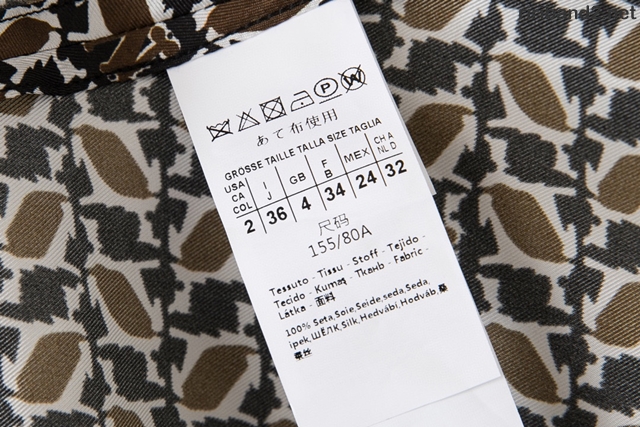 あて布使用
GRÖSSE TAILLE TALLA SIZE TAGLIA
USA CA COL I J GB F B MEX CH A NL D
2 36 4 34 24 32
尺码
155/80A
Tessuto - Tissu - Stoff - Tejido -
Tecido - Kumaş - Ткань - Fabric -
Látka - 面料
100% Seta,Soie,Seide,seda,Seda,
ipek,ШЁЛК,Silk,Hedvábí,Hodváb,桑
蚕丝